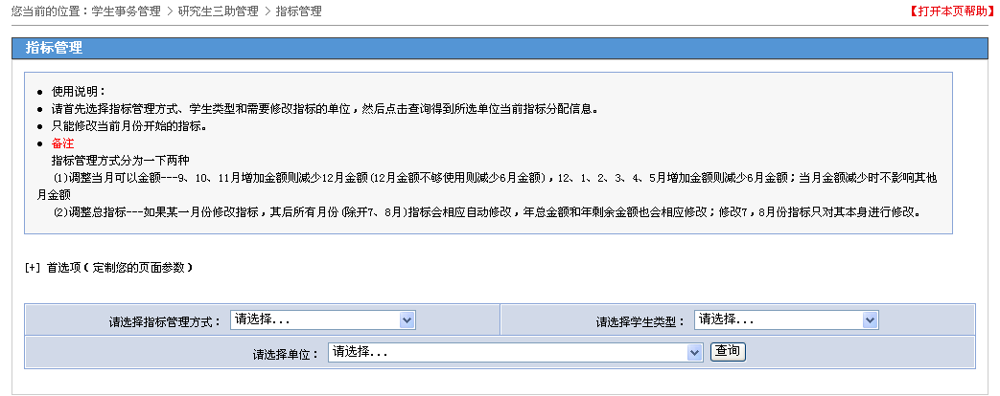 您当前的位置：学生事务管理 > 研究生三助管理 > 指标管理
【打开本页帮助】
指标管理
● 使用说明：
● 请首先选择指标管理方式、学生类型和需要修改指标的单位，然后点击查询得到所选单位当前指标分配信息。
● 只能修改当前月份开始的指标。
● 备注
指标管理方式分为一下两种
(1)调整当月可以金额---9、10、11月增加金额则减少12月金额(12月金额不够使用则减少6月金额)，12、1、2、3、4、5月增加金额则减少6月金额；当月金额减少时不影响其他
月金额
(2)调整总指标---如果某一月份修改指标，其后所有月份(除开7、8月)指标会相应自动修改，年总金额和年剩余金额也会相应修改；修改7，8月份指标只对其本身进行修改。
[+] 首选项(定制您的页面参数)
请选择指标管理方式： 请选择...
请选择学生类型： 请选择...
请选择单位： 请选择... 查询